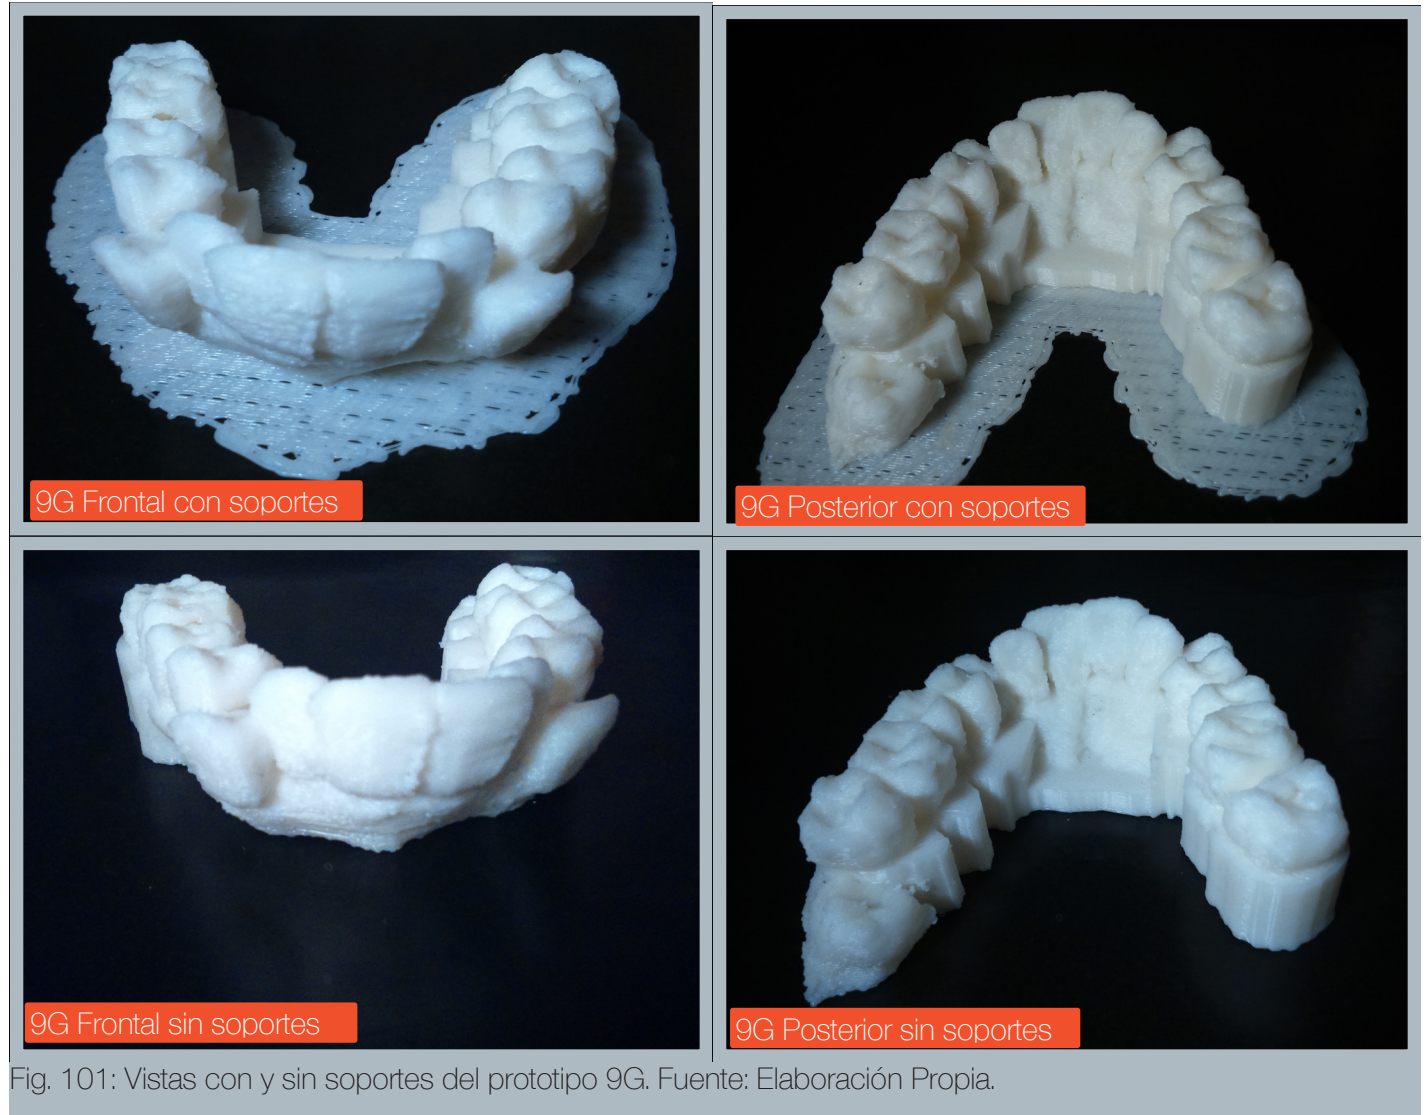 9G Frontal con soportes
9G Posterior con soportes
9G Frontal sin soportes
9G Posterior sin soportes
Fig. 101: Vistas con y sin soportes del prototipo 9G. Fuente: Elaboración Propia.